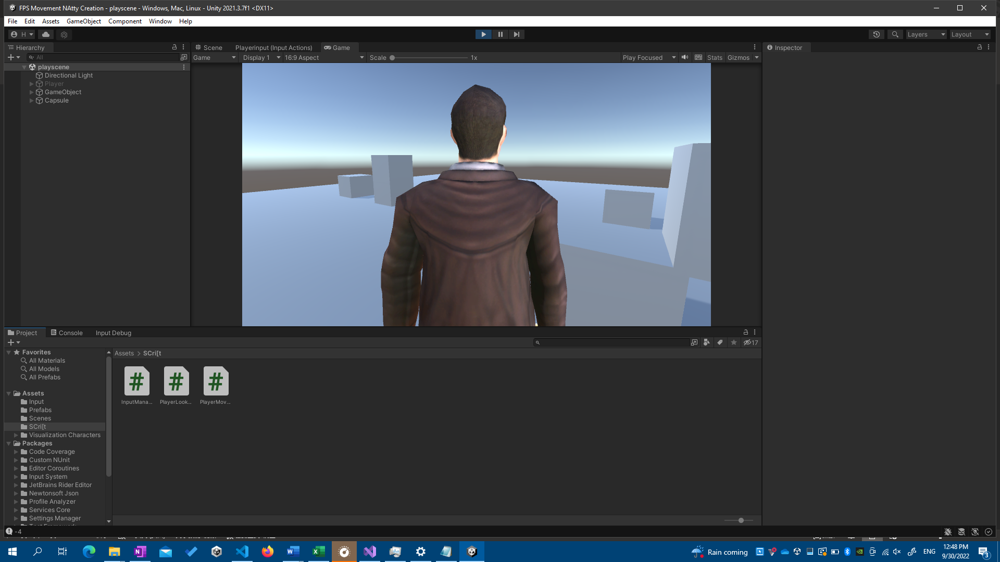 FPS Movement NAtty Creation - playscene - Windows, Mac, Linux - Unity 2021.3.7f1 <DX11>
File Edit Assets GameObject Component Window Help
H Layers Layout
Hierarchy Scene Playerinput (Input Actions) Game Inspector
All Game Display 1 16:9 Aspect Scale 1x Play Focused Stats Gizmos
playscene
Directional Light
Player
GameObject
Capsule
Project Console Input Debug
17
Favorites
All Materials
All Models
All Prefabs
Assets
Input
Prefabs
Scenes
SCri[t
Visualization Characters
Packages
Code Coverage
Custom NUnit
Editor Coroutines
Input System
JetBrains Rider Editor
Newtonsoft Json
Profile Analyzer
Services Core
Settings Manager
Assets > SCri[t
InputMana... PlayerLook... PlayerMov...
-4
Rain coming ENG 12:48 PM
9/30/2022
3